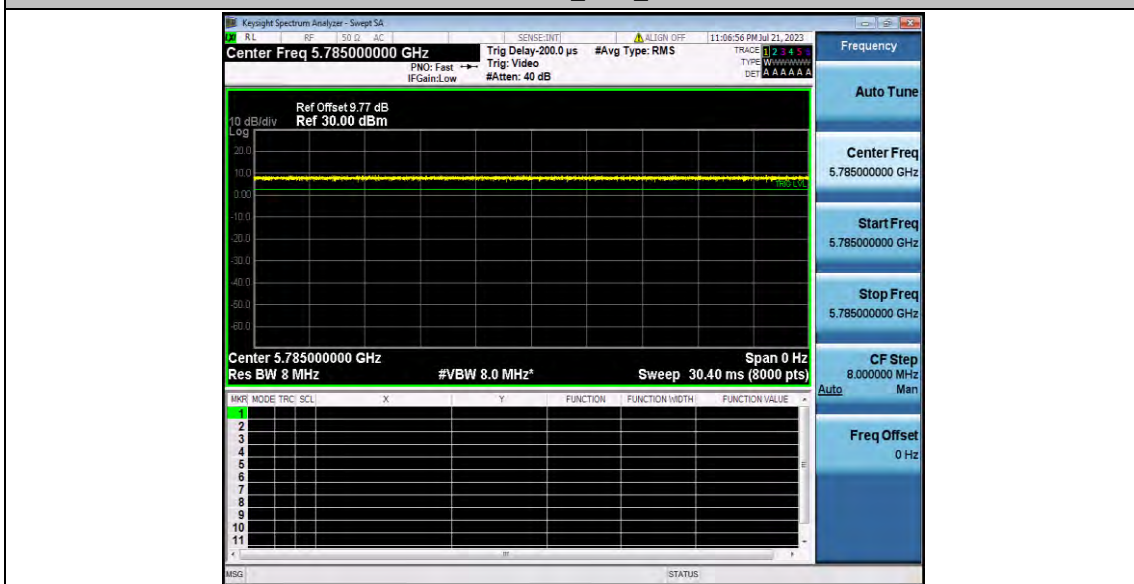 Keysight Spectrum Analyzer - Swept SA
RL RF 50 Ω AC SENSE:INT ALIGN OFF 11:06:56 PM Jul 21, 2023
Center Freq 5.785000000 GHz Trig Delay-200.0 µs #Avg Type: RMS TRACE 1 2 3 4 5 6
PNO: Fast Trig: Video TYPE W
IFGain:Low #Atten: 40 dB DET A A A A A A
Frequency
Auto Tune
Ref Offset 9.77 dB
10 dB/div Ref 30.00 dBm
Log
20.0
10.0
TRIG LVL
0.00
-10.0
-20.0
-30.0
-40.0
-50.0
-60.0
Center 5.785000000 GHz Span 0 Hz
Res BW 8 MHz #VBW 8.0 MHz* Sweep 30.40 ms (8000 pts)
Center Freq
5.785000000 GHz
Start Freq
5.785000000 GHz
Stop Freq
5.785000000 GHz
CF Step
8.000000 MHz
Auto Man
Freq Offset
0 Hz
MKR MODE TRC SCL X Y FUNCTION FUNCTION WIDTH FUNCTION VALUE
1
2
3
4
5
6
7
8
9
10
11
MSG STATUS